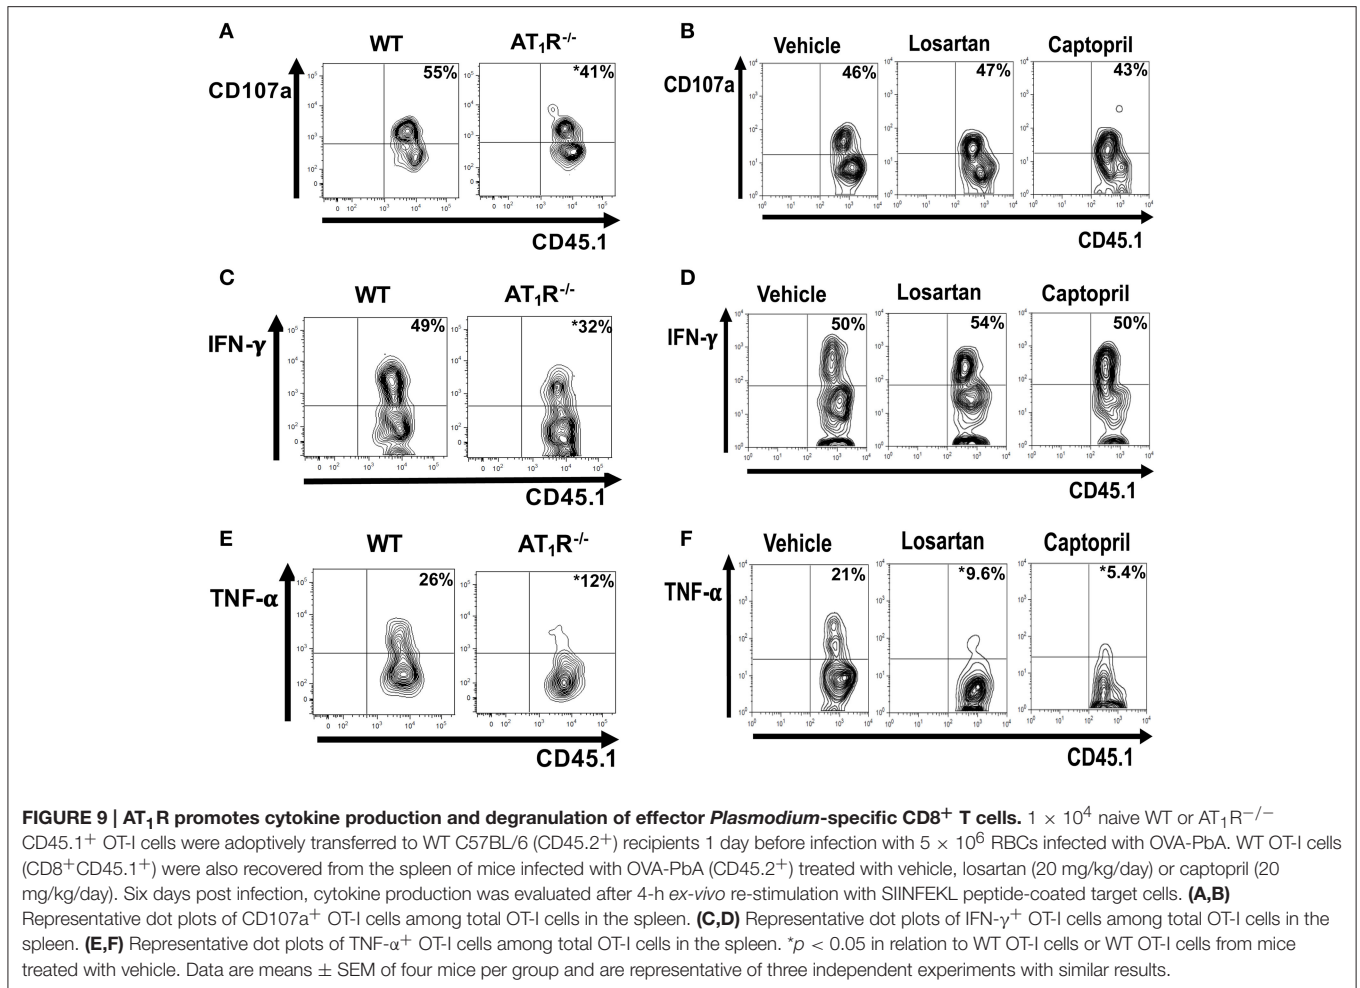 A
B
WT
AT₁R⁻/⁻
Vehicle
Losartan
Captopril
55%
*41%
46%
47%
43%
CD107a
CD107a
CD45.1
CD45.1
C
D
WT
AT₁R⁻/⁻
Vehicle
Losartan
Captopril
49%
*32%
50%
54%
50%
IFN-γ
IFN-γ
CD45.1
CD45.1
E
F
WT
AT₁R⁻/⁻
Vehicle
Losartan
Captopril
26%
*12%
21%
*9.6%
*5.4%
TNF-α
TNF-α
CD45.1
CD45.1
FIGURE 9 | AT₁R promotes cytokine production and degranulation of effector Plasmodium-specific CD8⁺ T cells. 1 × 10⁴ naive WT or AT₁R⁻/⁻
CD45.1⁺ OT-I cells were adoptively transferred to WT C57BL/6 (CD45.2⁺) recipients 1 day before infection with 5 × 10⁶ RBCs infected with OVA-PbA. WT OT-I cells
(CD8⁺CD45.1⁺) were also recovered from the spleen of mice infected with OVA-PbA (CD45.2⁺) treated with vehicle, losartan (20 mg/kg/day) or captopril (20
mg/kg/day). Six days post infection, cytokine production was evaluated after 4-h ex-vivo re-stimulation with SIINFEKL peptide-coated target cells. (A,B)
Representative dot plots of CD107a⁺ OT-I cells among total OT-I cells in the spleen. (C,D) Representative dot plots of IFN-γ⁺ OT-I cells among total OT-I cells in the
spleen. (E,F) Representative dot plots of TNF-α⁺ OT-I cells among total OT-I cells in the spleen. *p < 0.05 in relation to WT OT-I cells or WT OT-I cells from mice
treated with vehicle. Data are means ± SEM of four mice per group and are representative of three independent experiments with similar results.